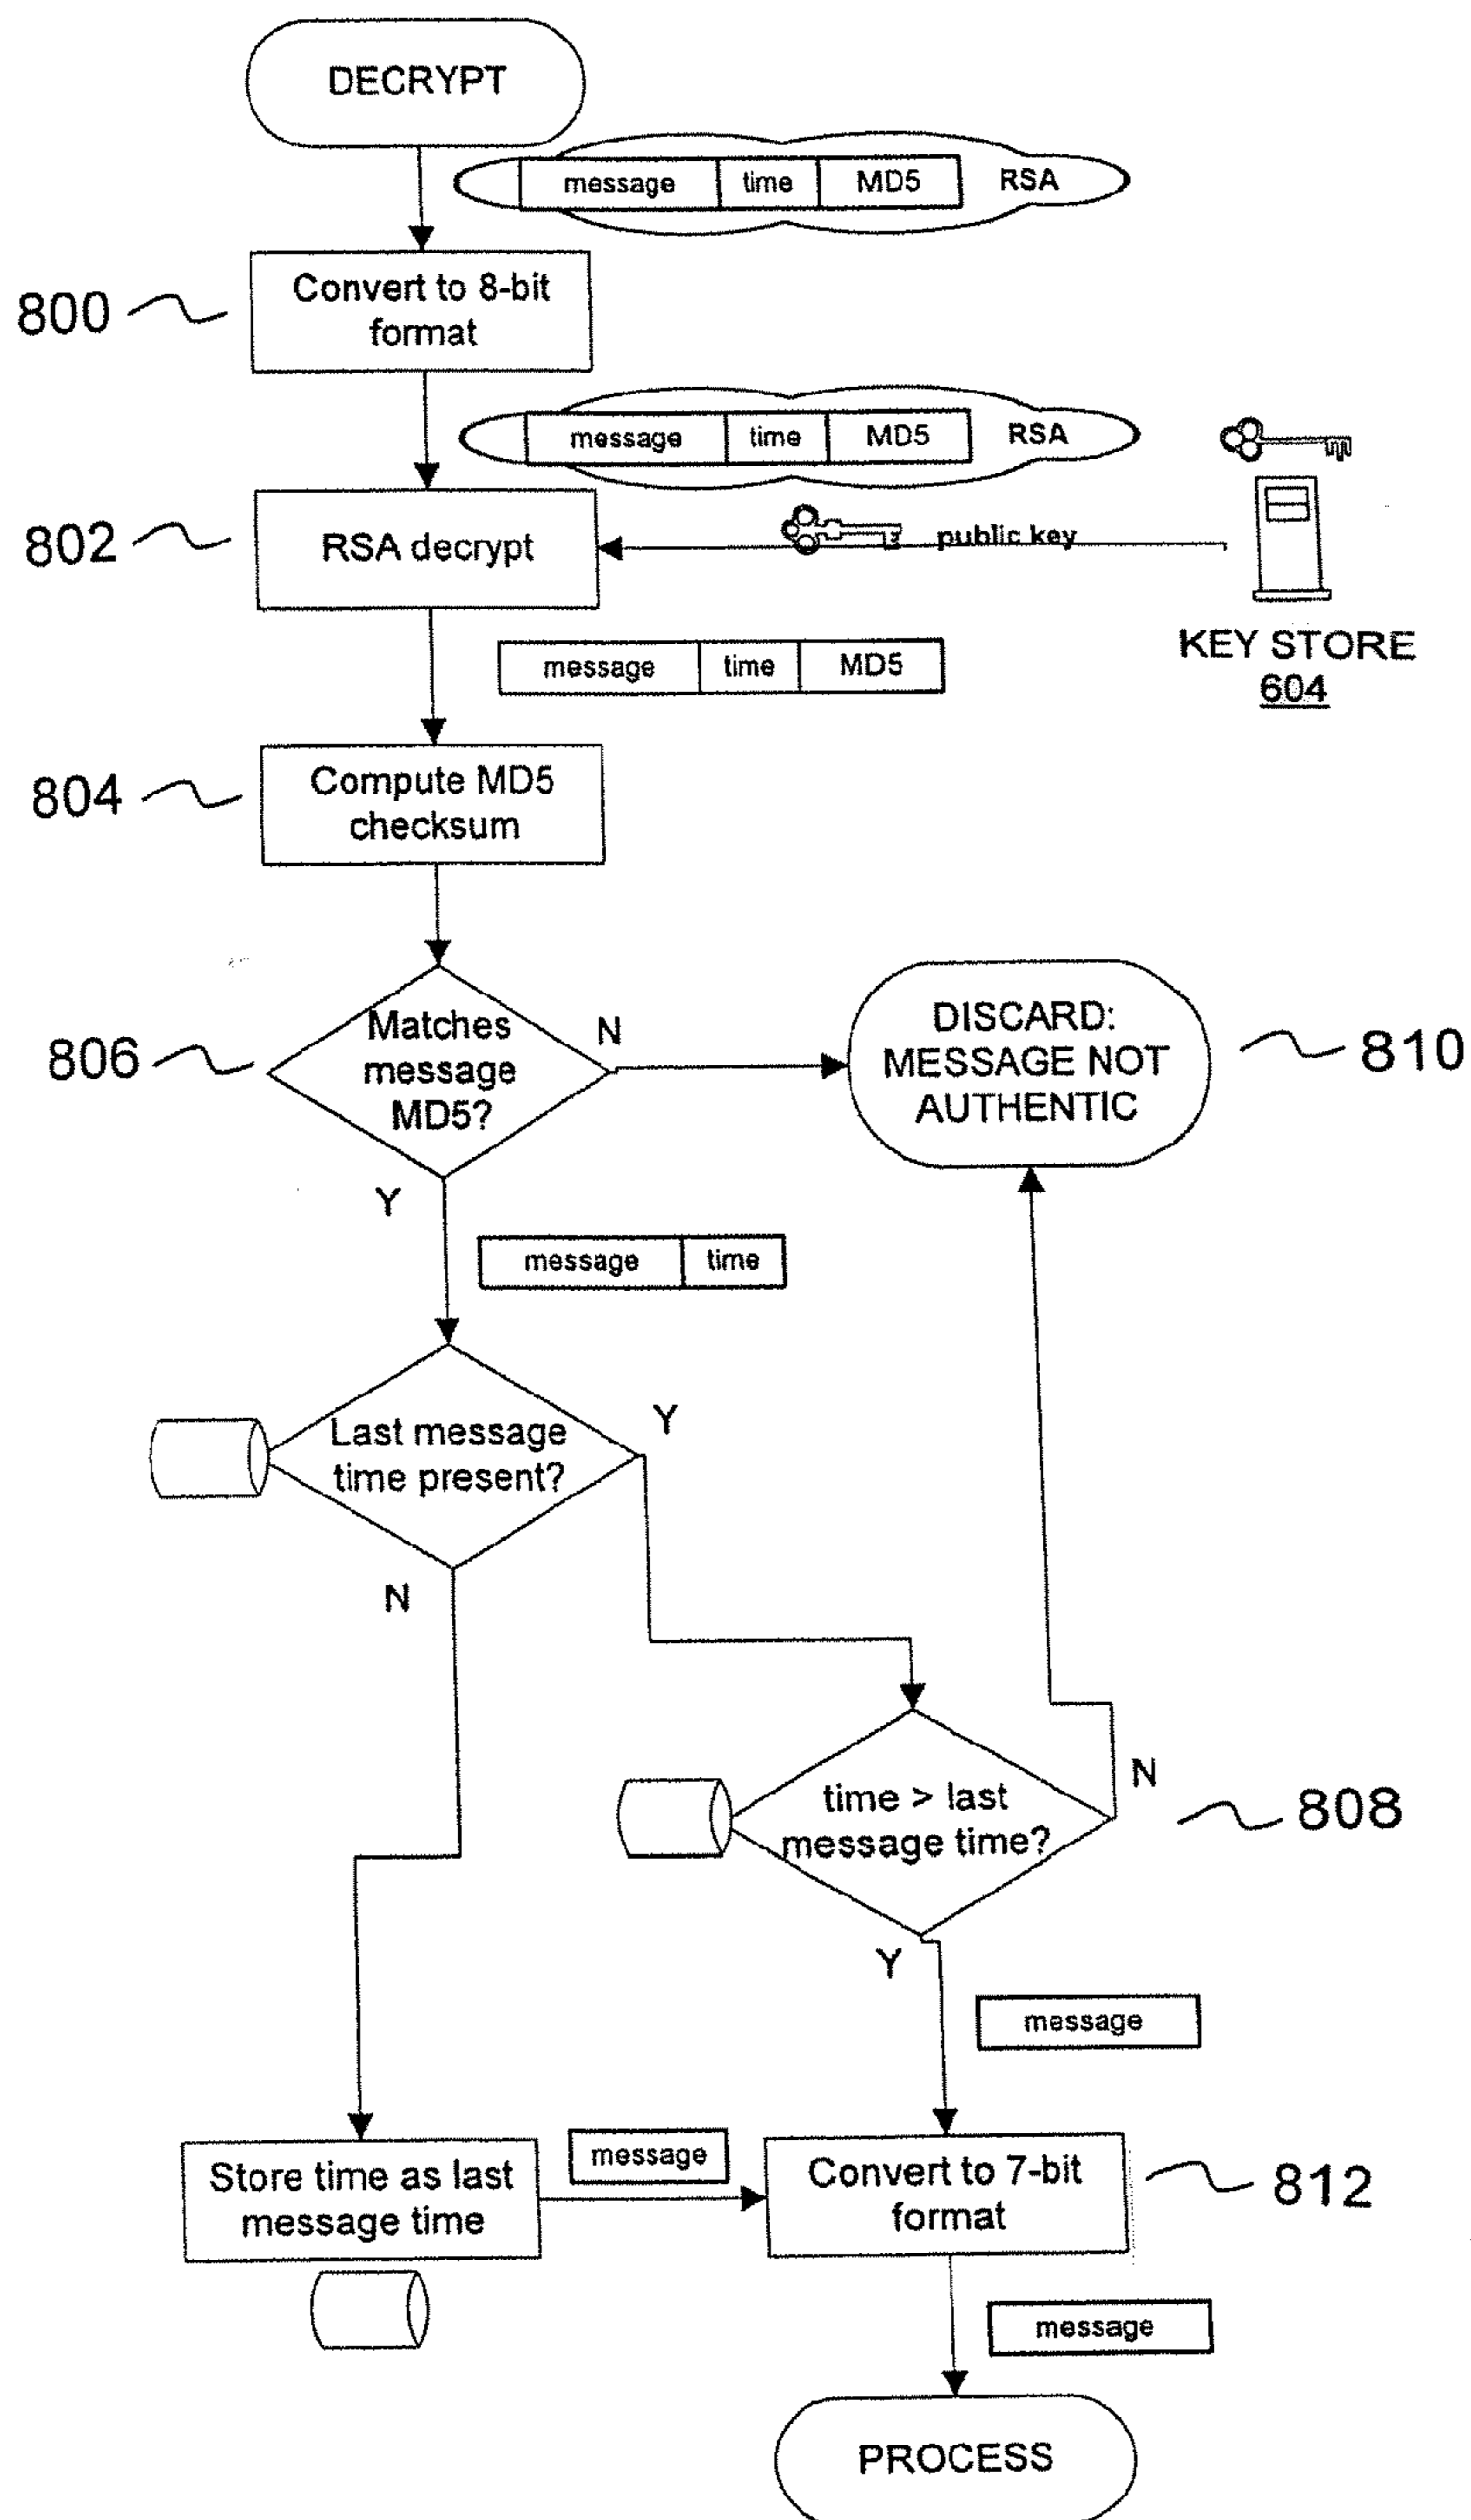 DECRYPT
message time MD5 RSA
800
Convert to 8-bit
format
message time MD5 RSA
802
RSA decrypt
public key
KEY STORE
604
message time MD5
804
Compute MD5
checksum
806
Matches
message
MD5?
N
DISCARD:
MESSAGE NOT
AUTHENTIC
810
Y
message time
Last message
time present?
Y
N
time > last
message time?
N
808
Y
message
Store time as last
message time
message
Convert to 7-bit
format
812
message
PROCESS